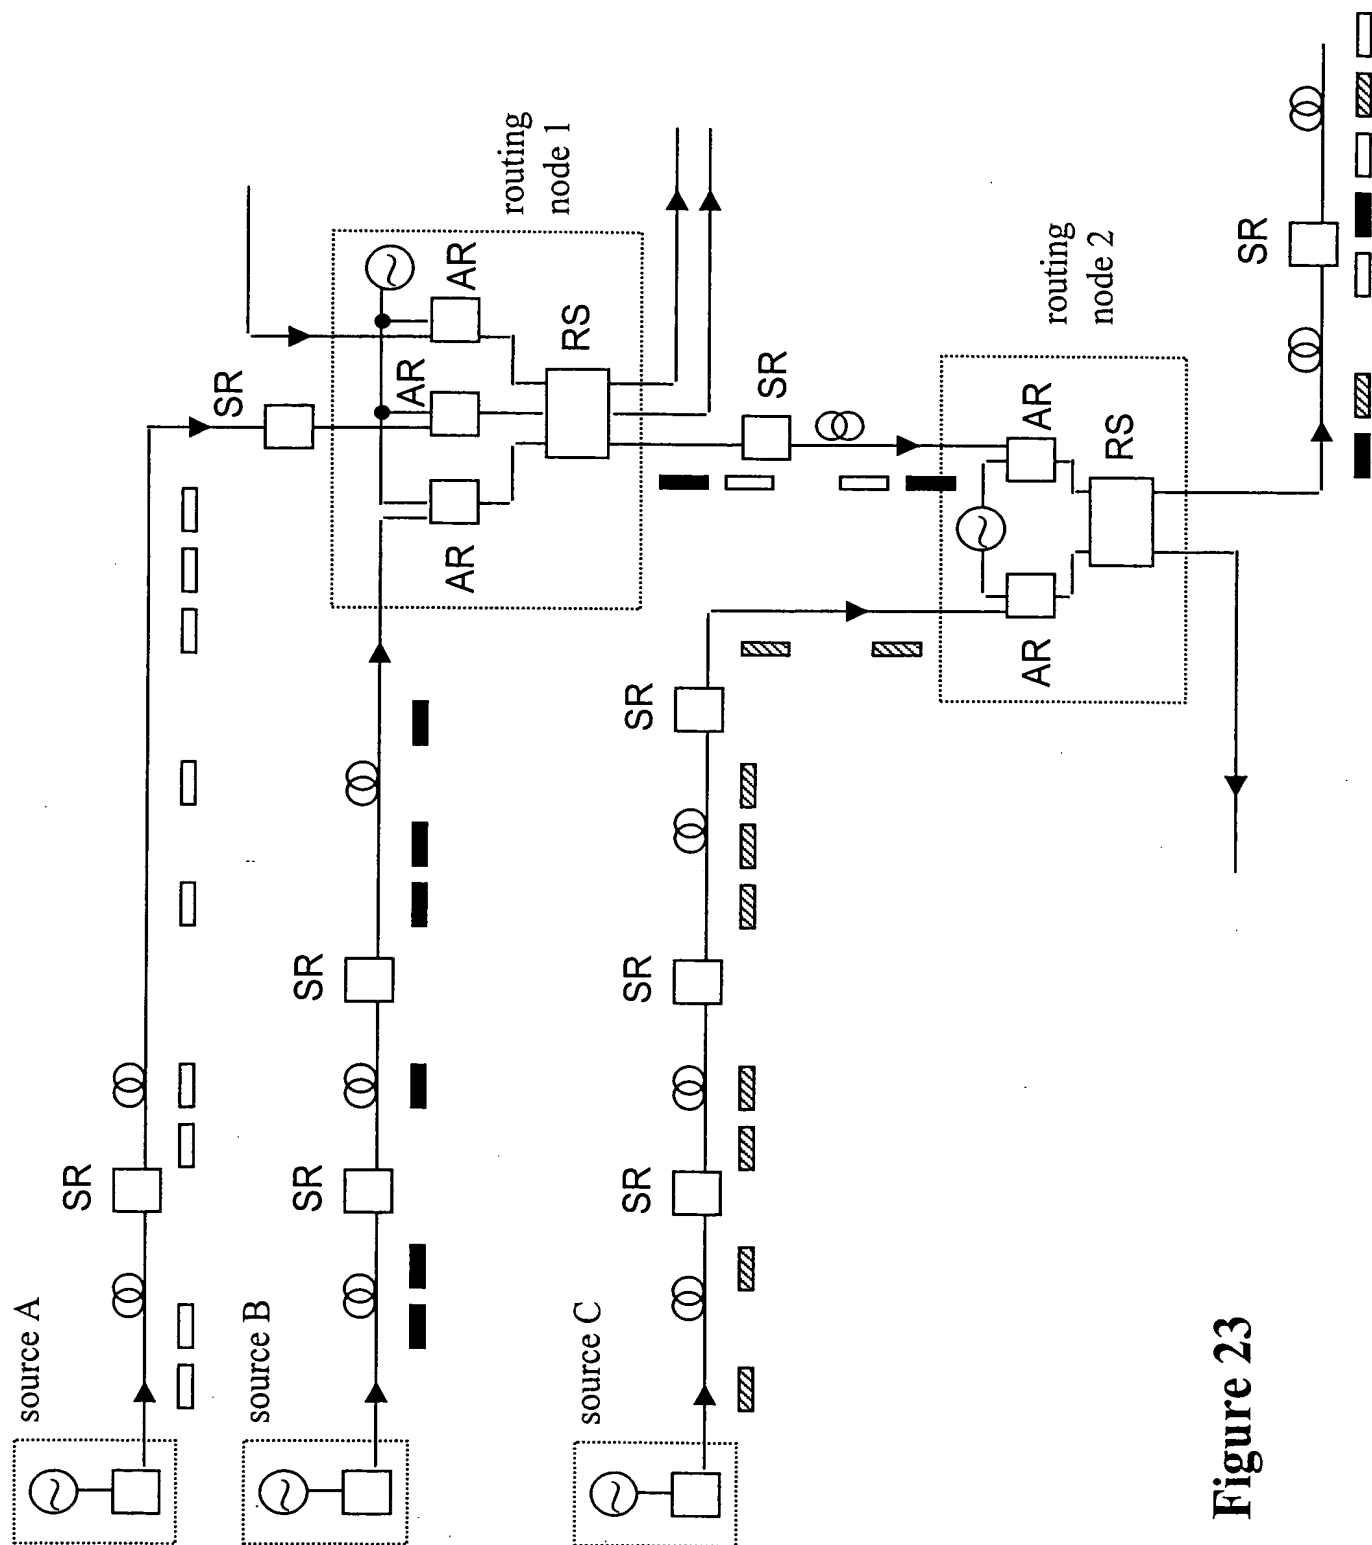 source A
SR
SR
source B
SR
SR
source C
SR
SR
SR
routing
node 1
AR
AR
AR
RS
SR
routing
node 2
AR
AR
RS
SR
Figure 23